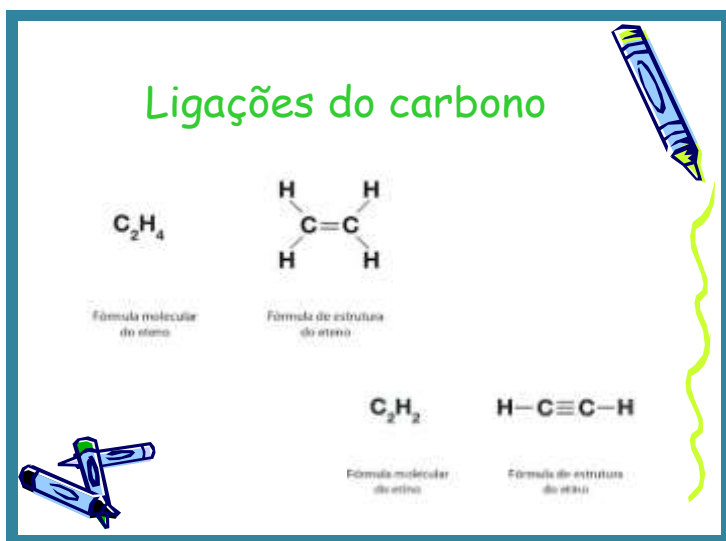 Ligações do carbono
H H
C₂H₄ C=C
H H
Fórmula molecular
do eteno
Fórmula de estrutura
do eteno
C₂H₂ H–C≡C–H
Fórmula molecular
do etino
Fórmula de estrutura
do etino